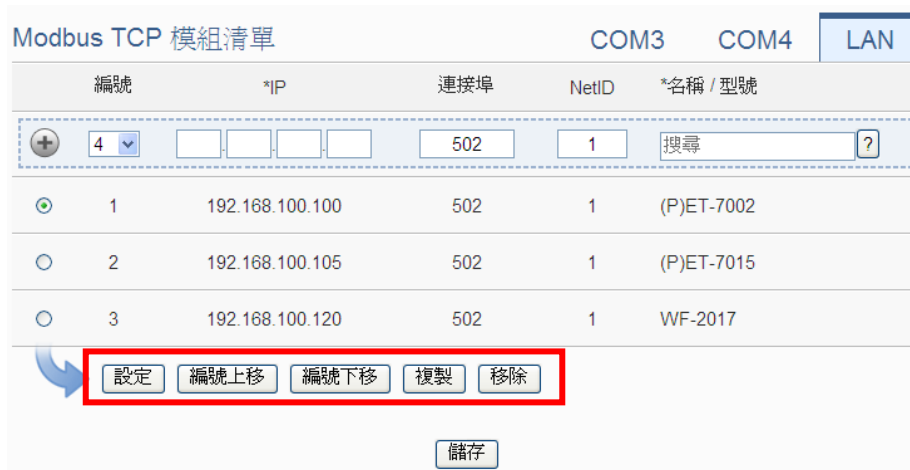 Modbus TCP 模組清單 COM3 COM4 LAN
編號 *IP 連接埠 NetID *名稱 / 型號
4 . . . 502 1 搜尋 ?
1 192.168.100.100 502 1 (P)ET-7002
2 192.168.100.105 502 1 (P)ET-7015
3 192.168.100.120 502 1 WF-2017
設定 編號上移 編號下移 複製 移除
儲存